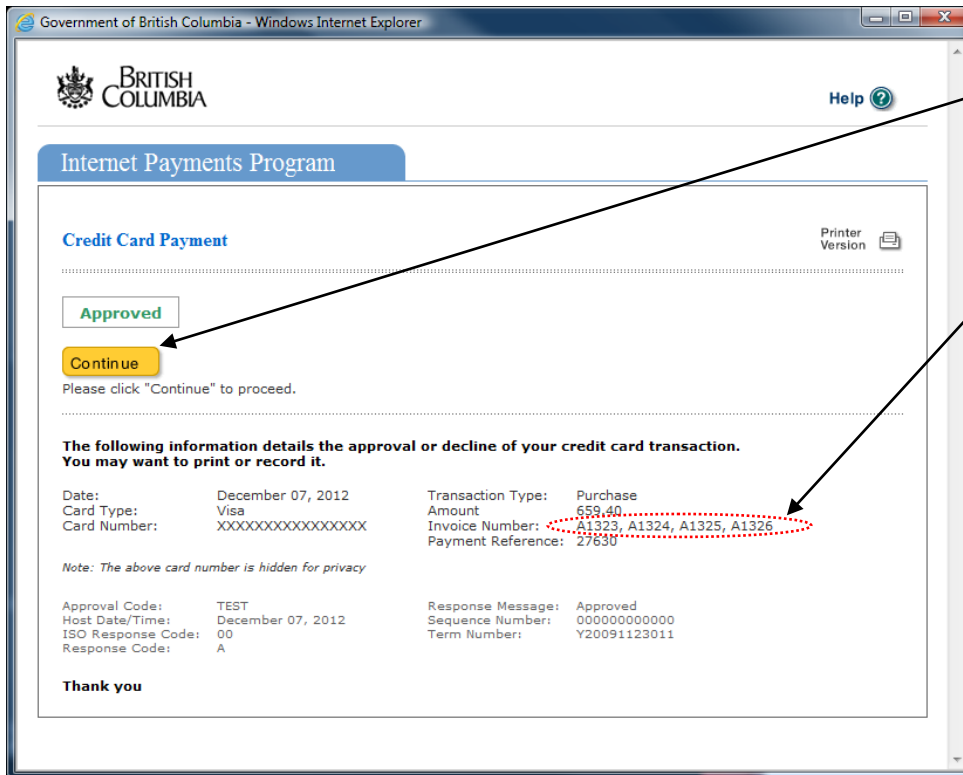 Government of British Columbia - Windows Internet Explorer
BRITISH
COLUMBIA
Help ?
Internet Payments Program
Credit Card Payment
Printer
Version
Approved
Continue
Please click "Continue" to proceed.
The following information details the approval or decline of your credit card transaction.
You may want to print or record it.
Date: December 07, 2012 Transaction Type: Purchase
Card Type: Visa Amount 659.40
Card Number: XXXXXXXXXXXXXXXX Invoice Number: A1323, A1324, A1325, A1326
Payment Reference: 27630
Note: The above card number is hidden for privacy
Approval Code: TEST Response Message: Approved
Host Date/Time: December 07, 2012 Sequence Number: 000000000000
ISO Response Code: 00 Term Number: Y20091123011
Response Code: A
Thank you